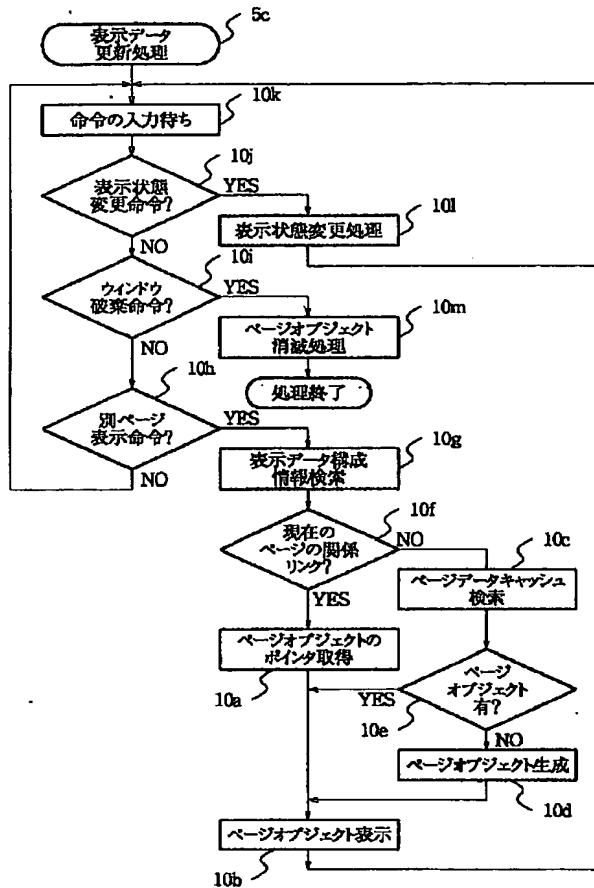 表示データ
更新処理
5c
命令の入力待ち
10k
表示状態
変更命令?
10j
YES
NO
表示状態変更処理
10l
ウィンドウ
破棄命令?
10i
YES
NO
ページオブジェクト
消滅処理
10m
処理終了
別ページ
表示命令?
10h
YES
NO
表示データ構成
情報検索
10g
現在の
ページの関係
リンク?
10f
NO
YES
ページデータキャッシュ
検索
10c
ページオブジェクトの
ポインタ取得
10a
ページ
オブジェクト
有?
10e
YES
NO
ページオブジェクト生成
10d
ページオブジェクト表示
10b